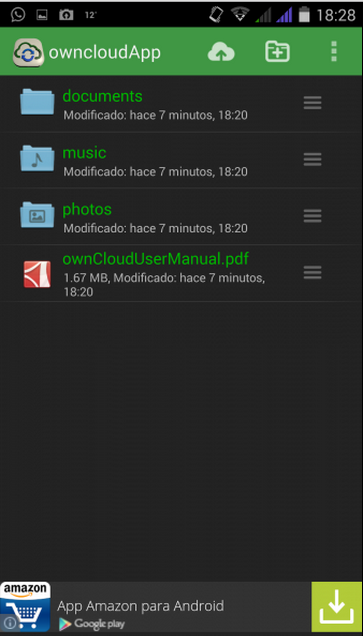 12° 18:28
owncloudApp
documents
Modificado: hace 7 minutos, 18:20
music
Modificado: hace 7 minutos, 18:20
photos
Modificado: hace 7 minutos, 18:20
ownCloudUserManual.pdf
1.67 MB, Modificado: hace 7 minutos,
18:20
amazon
App Amazon para Android
Google play